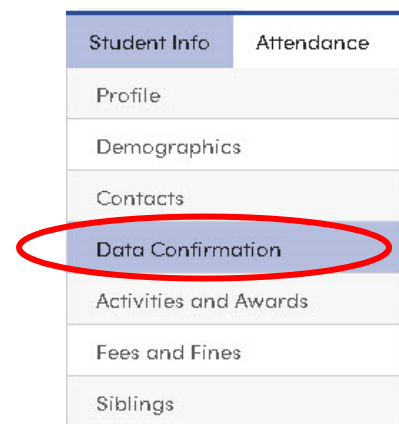 Student Info Attendance
Profile
Demographics
Contacts
Data Confirmation
Activities and Awards
Fees and Fines
Siblings